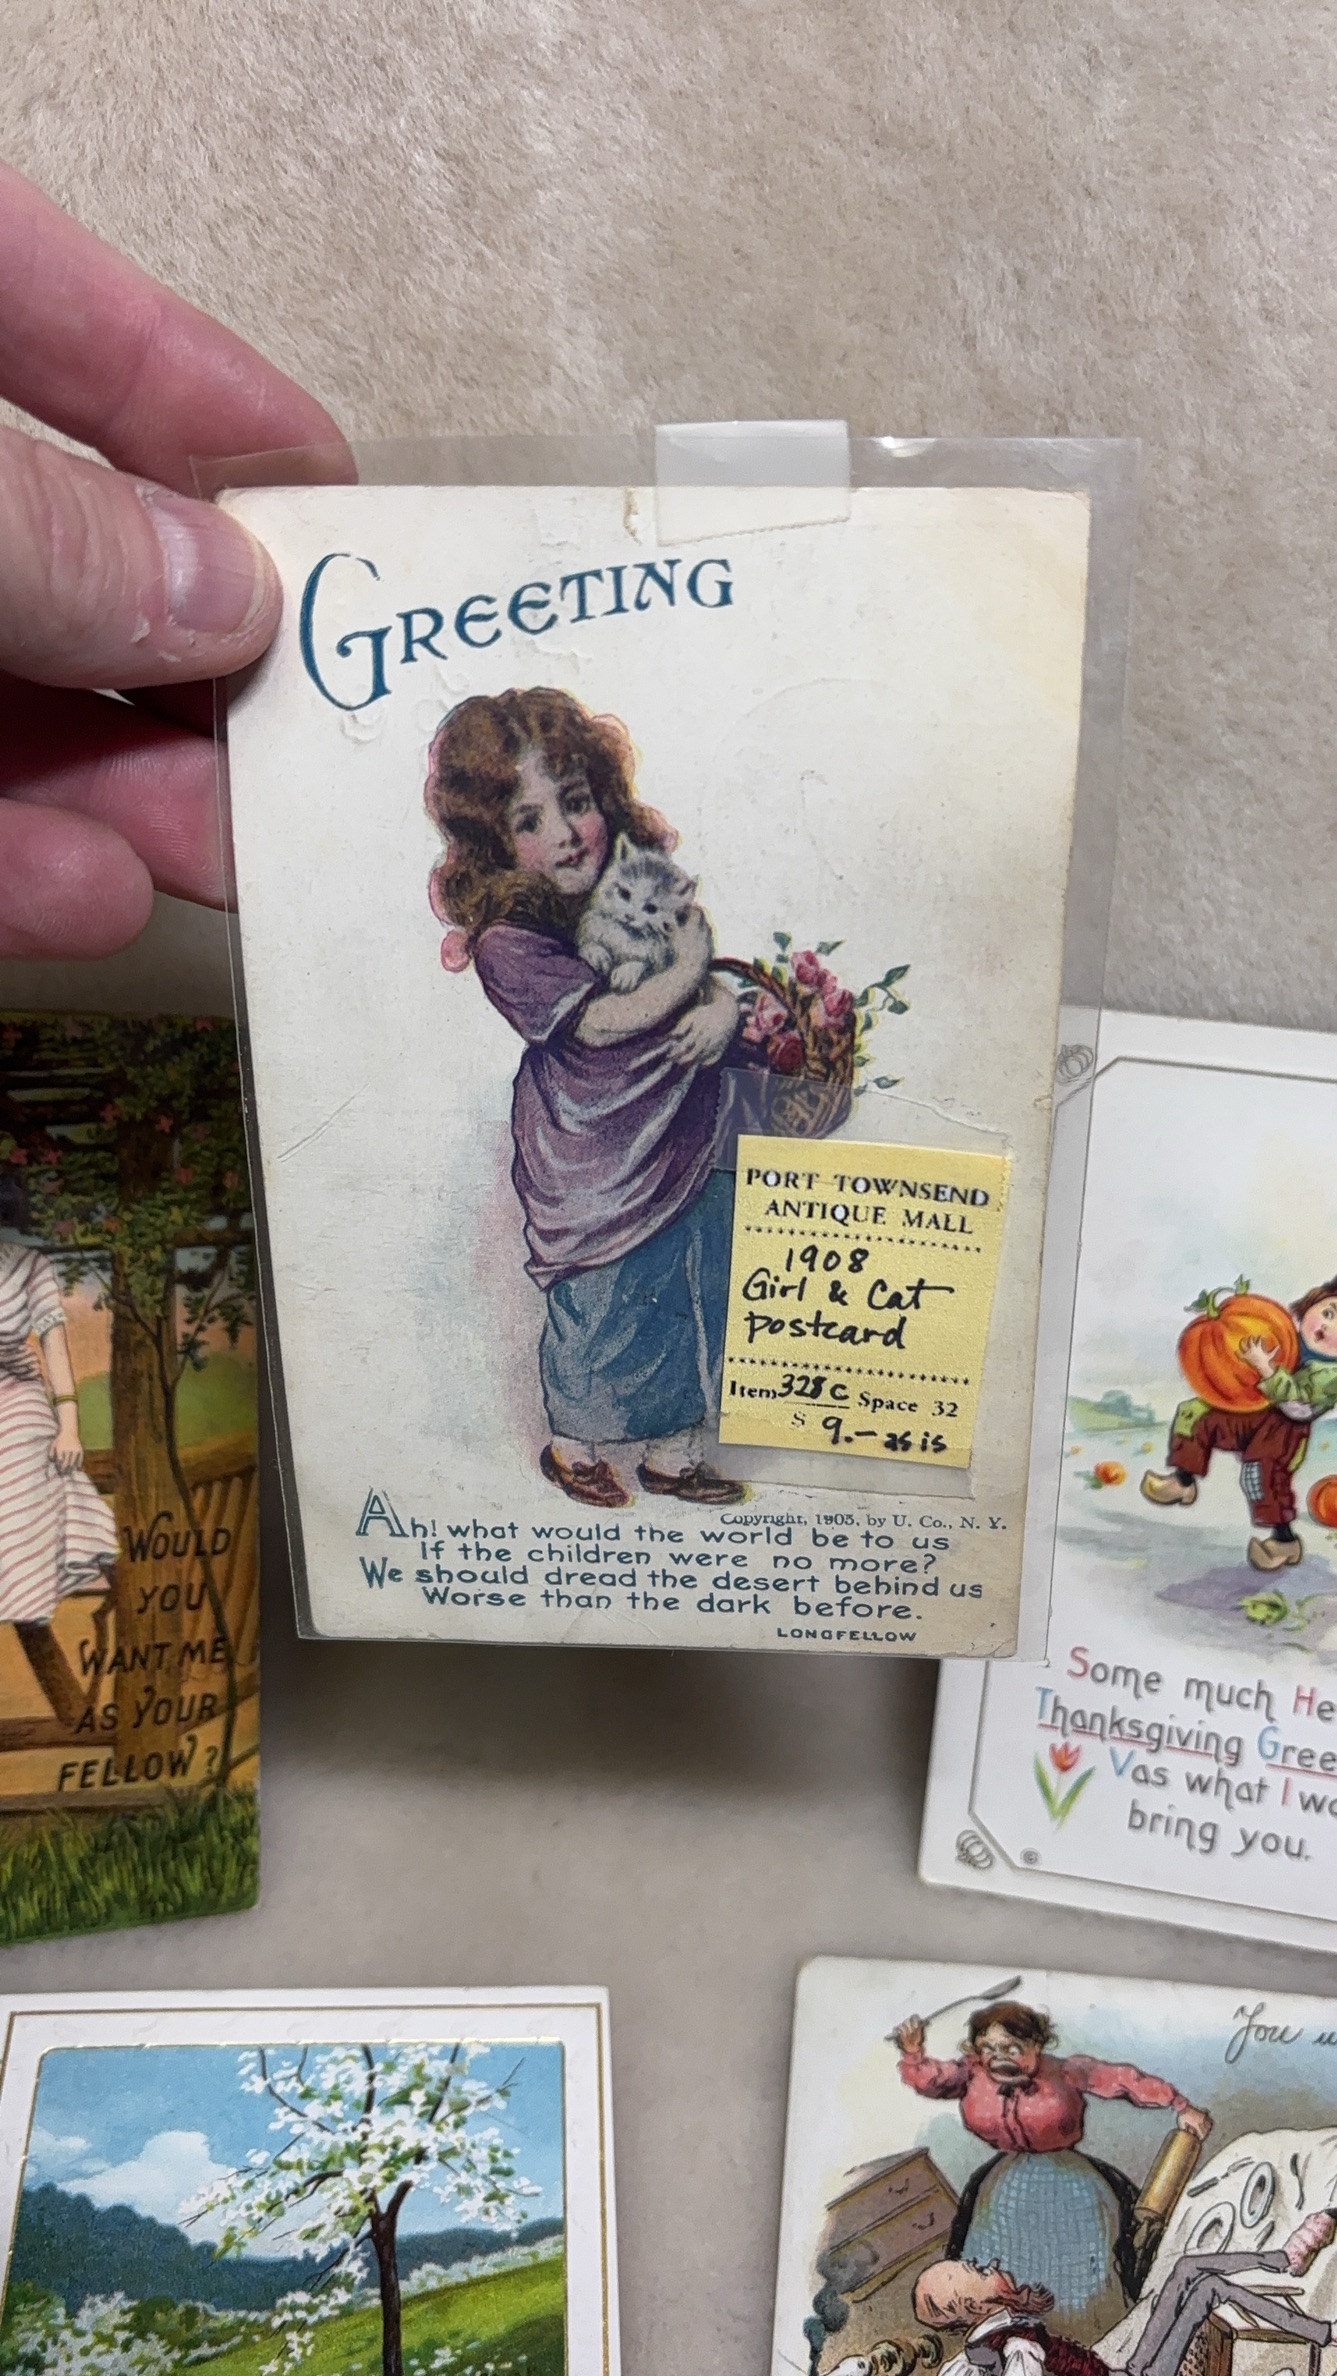 GREETING
PORT TOWNSEND
ANTIQUE MALL
1908
Girl & Cat
postcard
Item 328 C Space 32
$ 9.- as is
Copyright, 1905, by U. Co., N. Y.
Ah! what would the world be to us
If the children were no more?
We should dread the desert behind us
Worse than the dark before.
LONGFELLOW
WOULD
YOU
WANT ME
AS YOUR
FELLOW?
Some much
Thanksgiving
Vas what I
bring you.
©
You